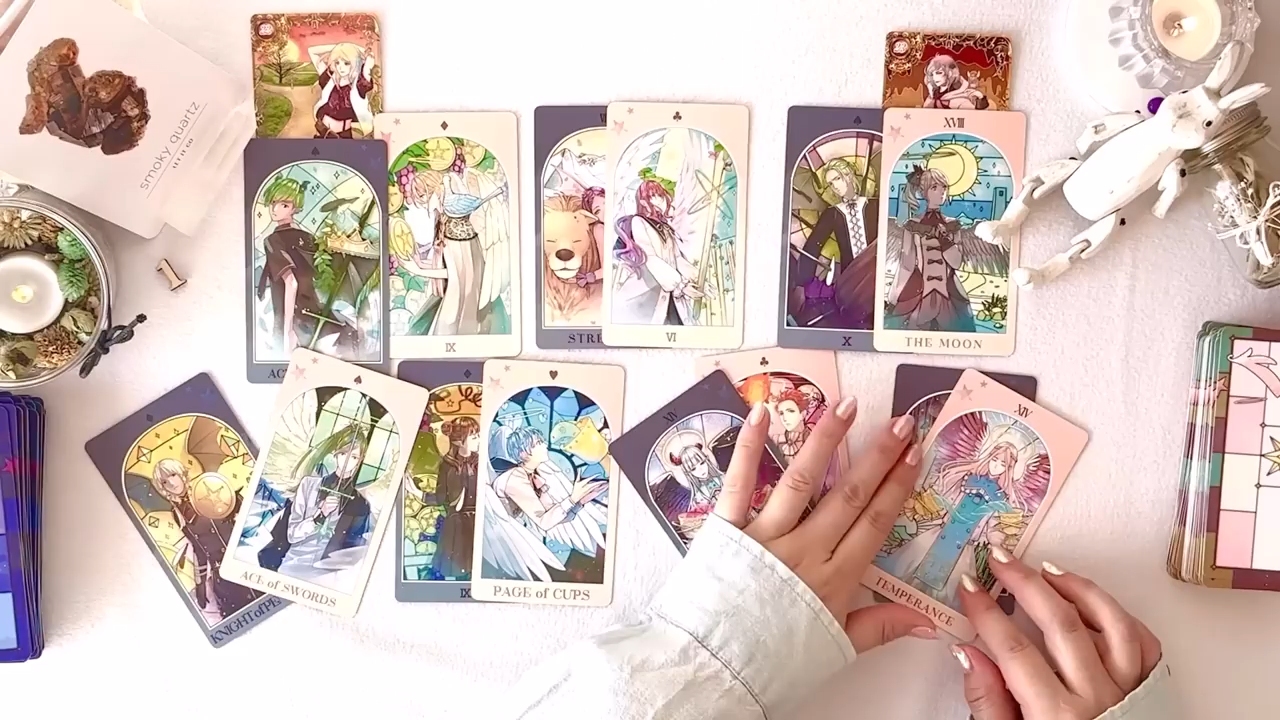 smoky quartz
XVIII
IX
STRE
VI
X
THE MOON
AC
XIV
XIV
ACE of SWORDS
KNIGHT of PE
IX
PAGE of CUPS
TEMPERANCE